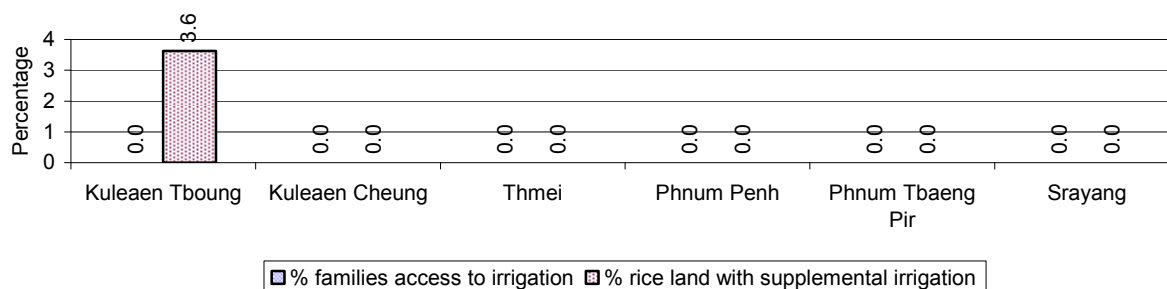 Percentage
4
3
2
1
0
0.0 3.6 0.0 0.0 0.0 0.0 0.0 0.0 0.0 0.0 0.0 0.0
Kuleaen Tboung Kuleaen Cheung Thmei Phnum Penh Phnum Tbaeng Srayang
Pir
% families access to irrigation % rice land with supplemental irrigation